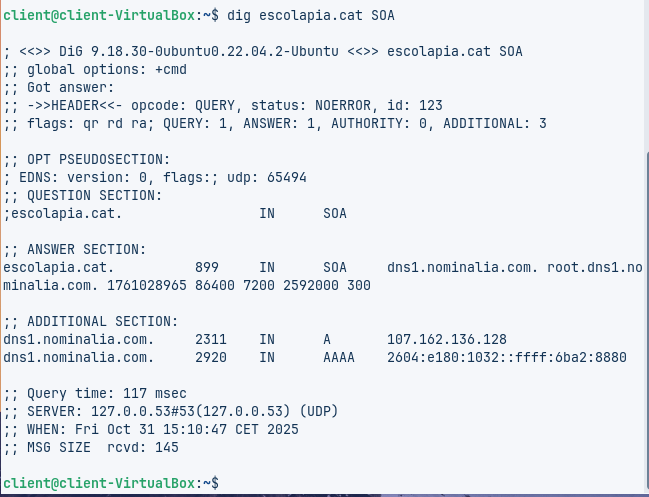 client@client-VirtualBox:~$ dig escolapia.cat SOA
; <<>> DiG 9.18.30-0ubuntu0.22.04.2-Ubuntu <<>> escolapia.cat SOA
;; global options: +cmd
;; Got answer:
;; ->>HEADER<<- opcode: QUERY, status: NOERROR, id: 123
;; flags: qr rd ra; QUERY: 1, ANSWER: 1, AUTHORITY: 0, ADDITIONAL: 3
;; OPT PSEUDOSECTION:
; EDNS: version: 0, flags:; udp: 65494
;; QUESTION SECTION:
;escolapia.cat.                 IN      SOA
;; ANSWER SECTION:
escolapia.cat.          899     IN      SOA     dns1.nominalia.com. root.dns1.no
minalia.com. 1761028965 86400 7200 2592000 300
;; ADDITIONAL SECTION:
dns1.nominalia.com.     2311    IN      A       107.162.136.128
dns1.nominalia.com.     2920    IN      AAAA    2604:e180:1032::ffff:6ba2:8880
;; Query time: 117 msec
;; SERVER: 127.0.0.53#53(127.0.0.53) (UDP)
;; WHEN: Fri Oct 31 15:10:47 CET 2025
;; MSG SIZE  rcvd: 145
client@client-VirtualBox:~$